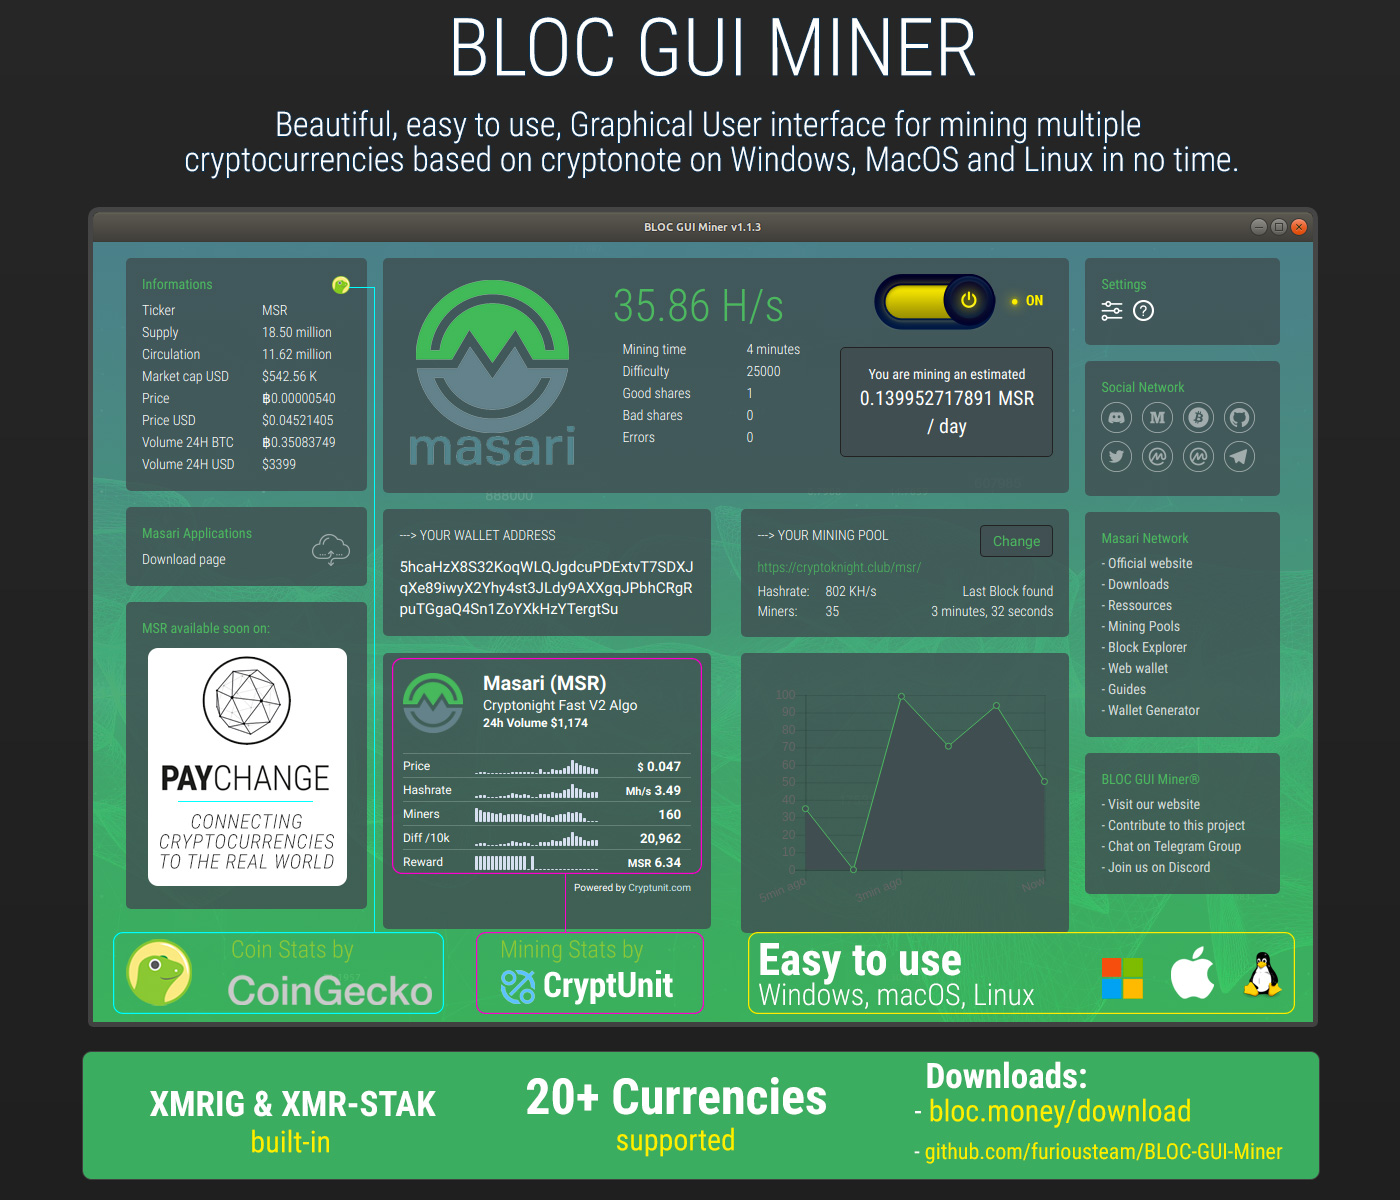 BLOC GUI MINER
Beautiful, easy to use, Graphical User interface for mining multiple
cryptocurrencies based on cryptonote on Windows, MacOS and Linux in no time.
BLOC GUI Miner v1.1.3
Informations
Ticker MSR
Supply 18.50 million
Circulation 11.62 million
Market cap USD $542.56 K
Price ฿0.00000540
Price USD $0.04521405
Volume 24H BTC ฿0.35083749
Volume 24H USD $3399
Masari Applications
Download page
MSR available soon on:
PAYCHANGE
CONNECTING
CRYPTOCURRENCIES
TO THE REAL WORLD
masari
35.86 H/s
Mining time 4 minutes
Difficulty 25000
Good shares 1
Bad shares 0
Errors 0
ON
You are mining an estimated
0.139952717891 MSR
/ day
888000
---> YOUR WALLET ADDRESS
5hcaHzX8S32KoqWLQJgdcuPDExtvT7SDXJ
qXe89iwyX2Yhy4st3JLdy9AXXgqJPbhCRgR
puTGgaQ4Sn1ZoYXkHzYTergtSu
---> YOUR MINING POOL
Change
https://cryptoknight.club/msr/
Hashrate: 802 KH/s Last Block found
Miners: 35 3 minutes, 32 seconds
Masari (MSR)
Cryptonight Fast V2 Algo
24h Volume $1,174
Price $ 0.047
Hashrate Mh/s 3.49
Miners 160
Diff /10k 20,962
Reward MSR 6.34
Powered by Cryptunit.com
100
90
80
70
60
50
40
30
20
10
0
5min ago 3min ago Now
Settings
?
Social Network
Masari Network
- Official website
- Downloads
- Ressources
- Mining Pools
- Block Explorer
- Web wallet
- Guides
- Wallet Generator
BLOC GUI Miner®
- Visit our website
- Contribute to this project
- Chat on Telegram Group
- Join us on Discord
Coin Stats by
CoinGecko
Mining Stats by
CryptUnit
Easy to use
Windows, macOS, Linux
XMRIG & XMR-STAK
built-in
20+ Currencies
supported
Downloads:
- bloc.money/download
- github.com/furiousteam/BLOC-GUI-Miner